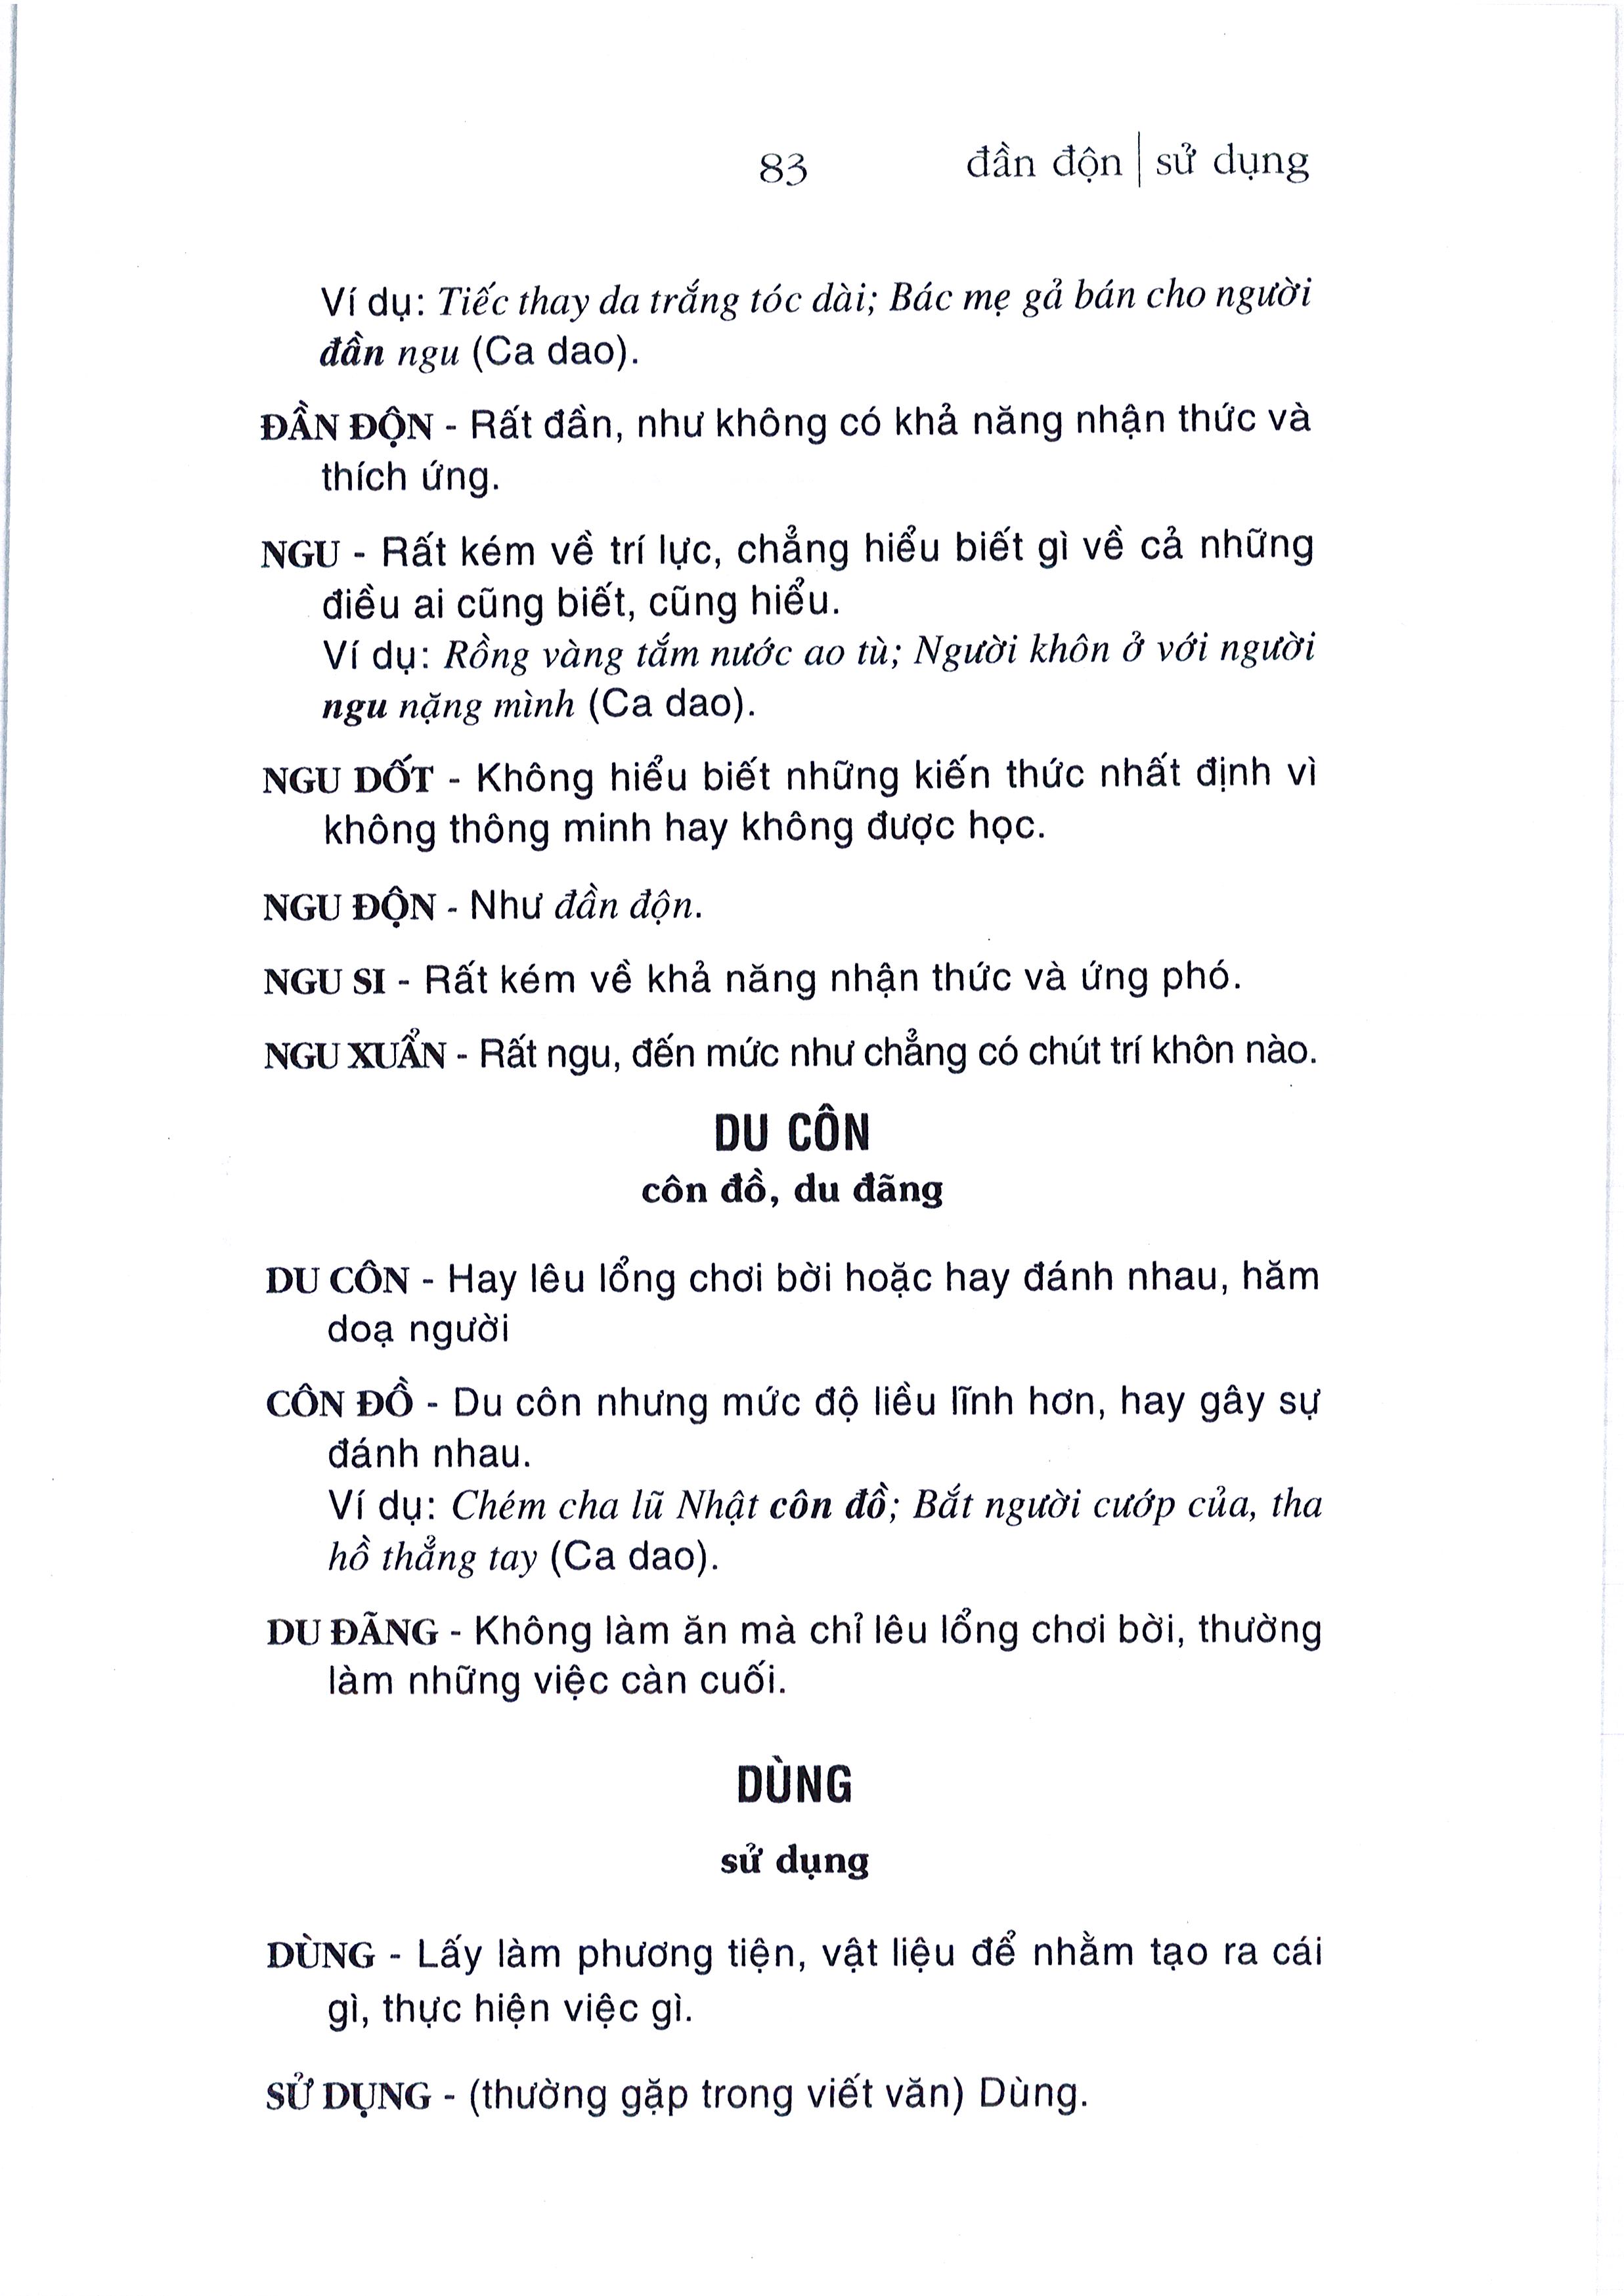 83 đần độn | sử dụng
Ví dụ: Tiếc thay da trắng tóc dài; Bác mẹ gả bán cho người
đần ngu (Ca dao).
ĐẦN ĐỘN - Rất đần, như không có khả năng nhận thức và
thích ứng.
NGU - Rất kém về trí lực, chẳng hiểu biết gì về cả những
điều ai cũng biết, cũng hiểu.
Ví dụ: Rồng vàng tắm nước ao tù; Người khôn ở với người
ngu nặng mình (Ca dao).
NGU DỐT - Không hiểu biết những kiến thức nhất định vì
không thông minh hay không được học.
NGU ĐỘN - Như đần độn.
NGU SI - Rất kém về khả năng nhận thức và ứng phó.
NGU XUẨN - Rất ngu, đến mức như chẳng có chút trí khôn nào.
DU CÔN
côn đồ, du đãng
DU CÔN - Hay lêu lổng chơi bời hoặc hay đánh nhau, hăm
doạ người
CÔN ĐỒ - Du côn nhưng mức độ liều lĩnh hơn, hay gây sự
đánh nhau.
Ví dụ: Chém cha lũ Nhật côn đồ; Bắt người cướp của, tha
hồ thẳng tay (Ca dao).
DU ĐÃNG - Không làm ăn mà chỉ lêu lổng chơi bời, thường
làm những việc càn cuối.
DÙNG
sử dụng
DÙNG - Lấy làm phương tiện, vật liệu để nhằm tạo ra cái
gì, thực hiện việc gì.
SỬ DỤNG - (thường gặp trong viết văn) Dùng.